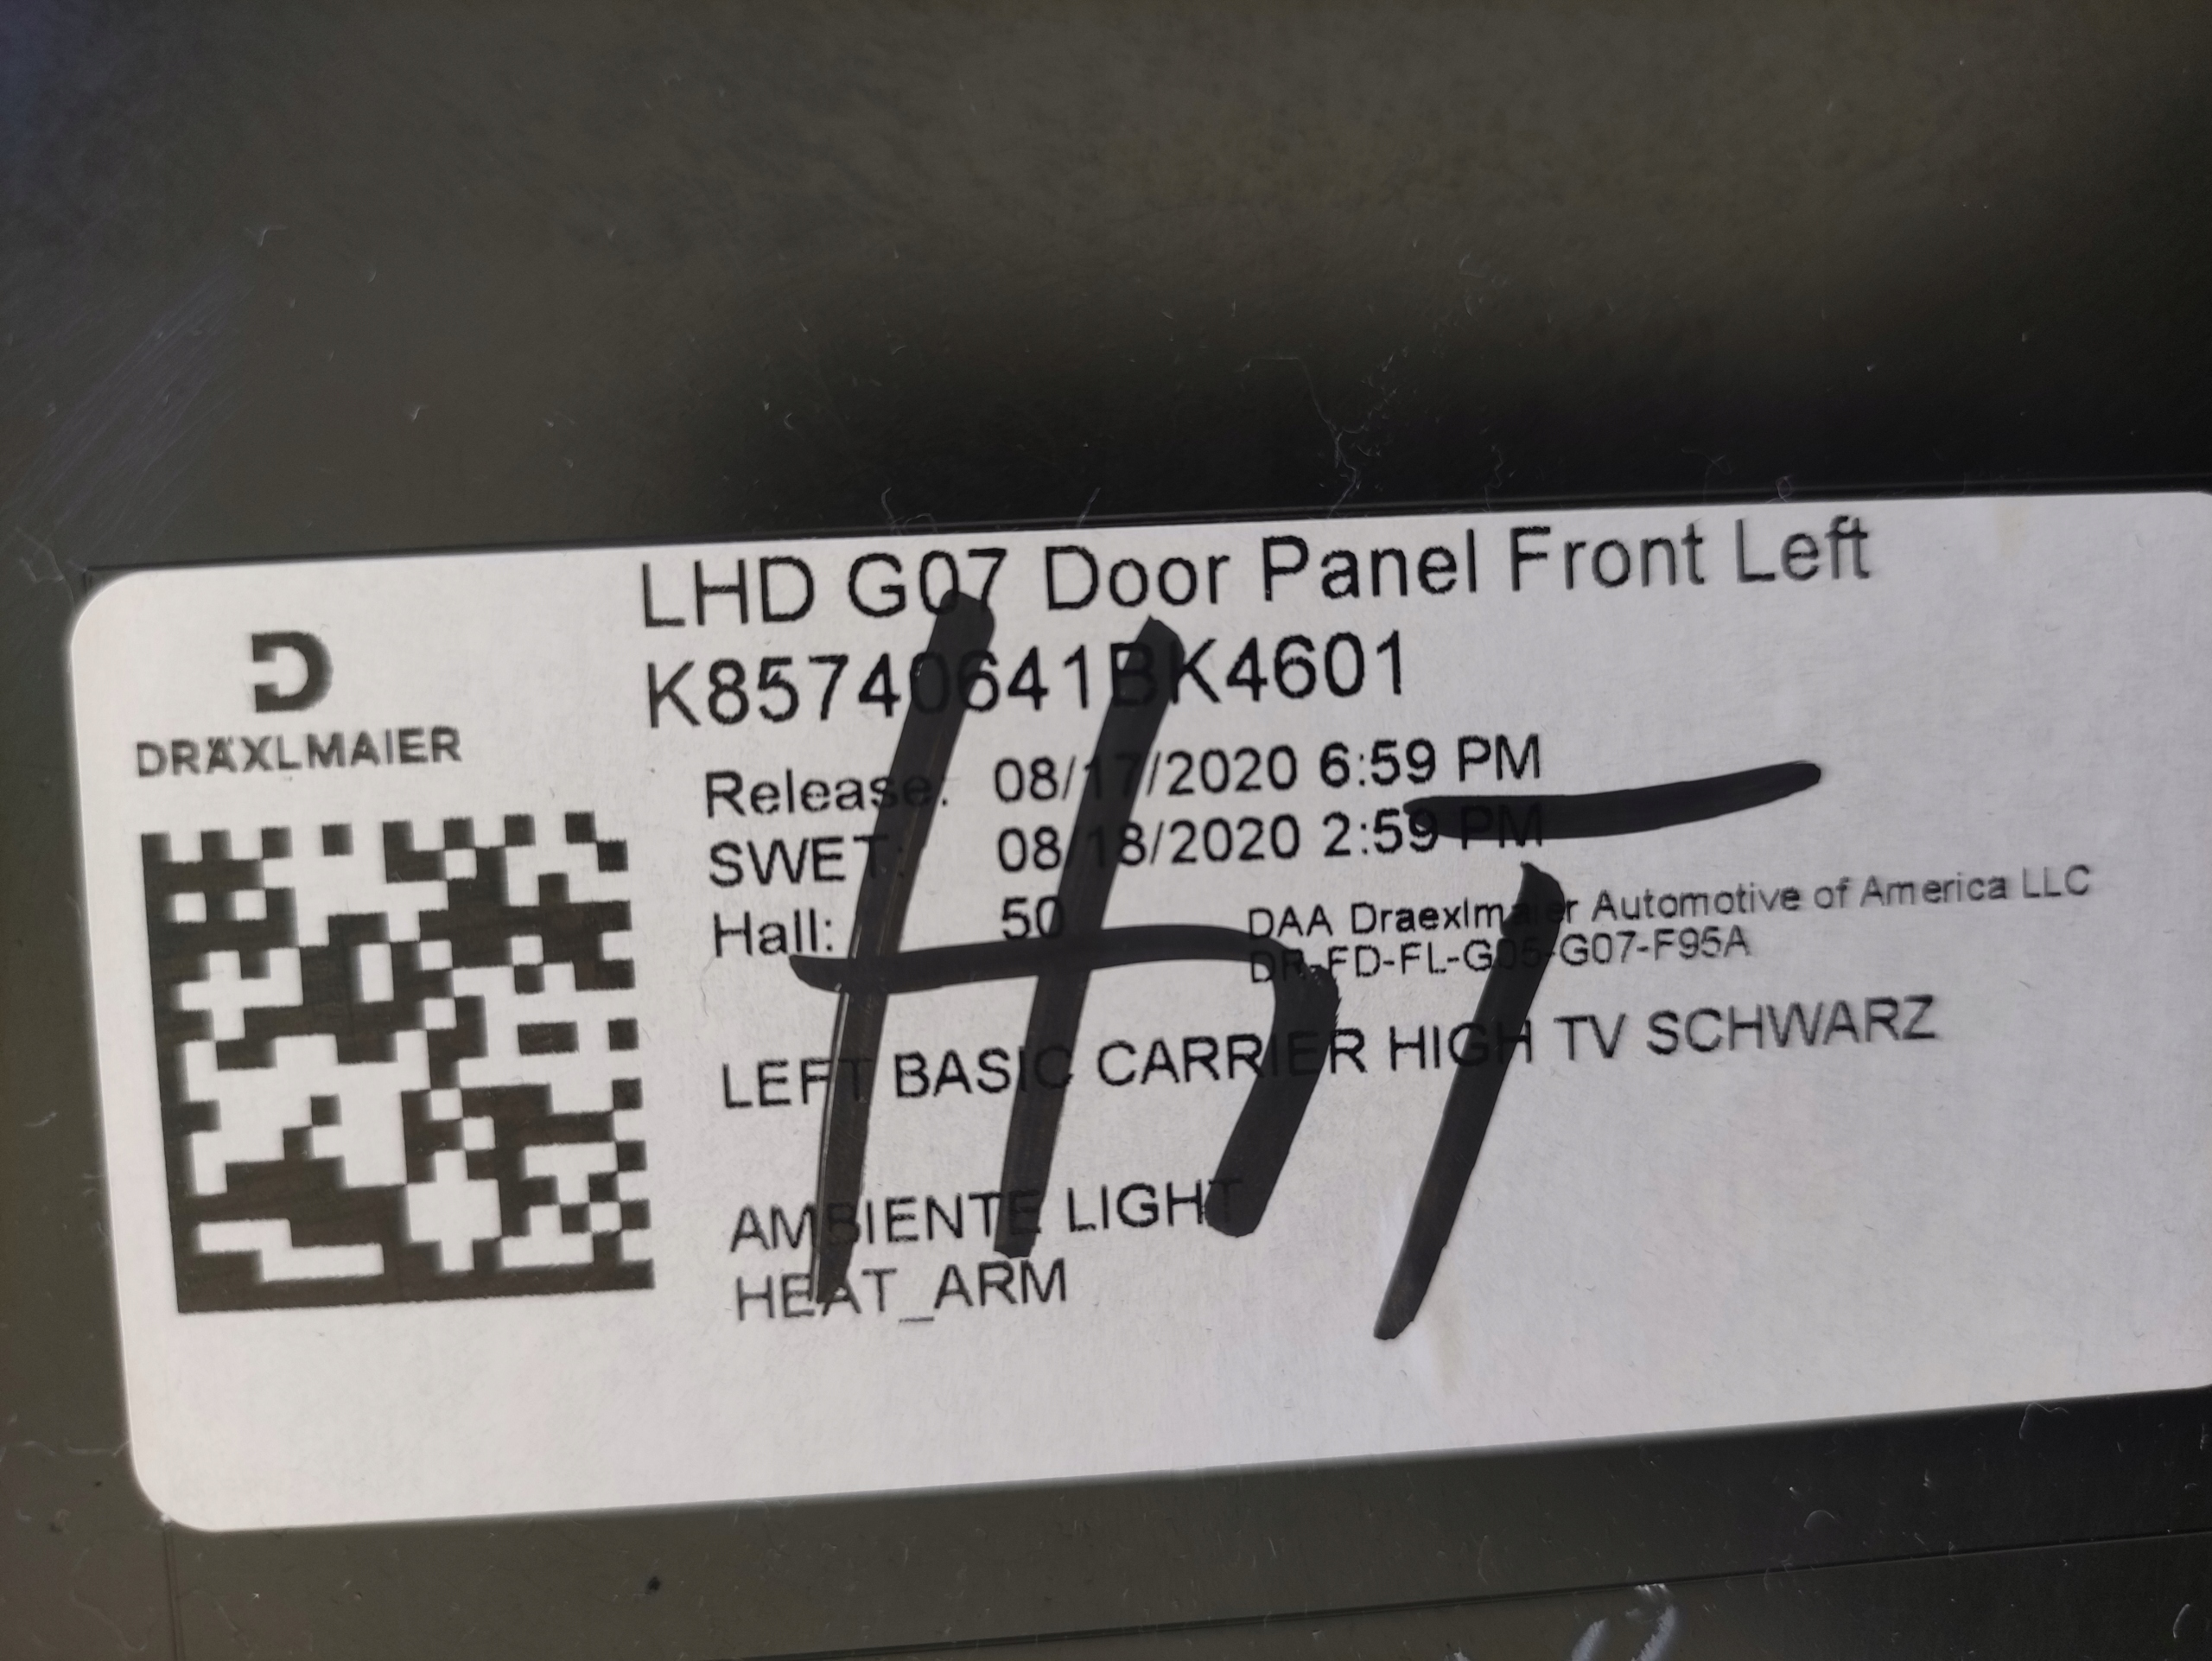 LHD G07 Door Panel Front Left
K85740641BK4601
DRÄXLMAIER
Release: 08/17/2020 6:59 PM
SWET: 08/18/2020 2:59 PM
Hall: 50
DAA Draexlmaier Automotive of America LLC
DR-FD-FL-G05-G07-F95A
LEFT BASIC CARRIER HIGH TV SCHWARZ
AMBIENTE LIGHT
HEAT_ARM